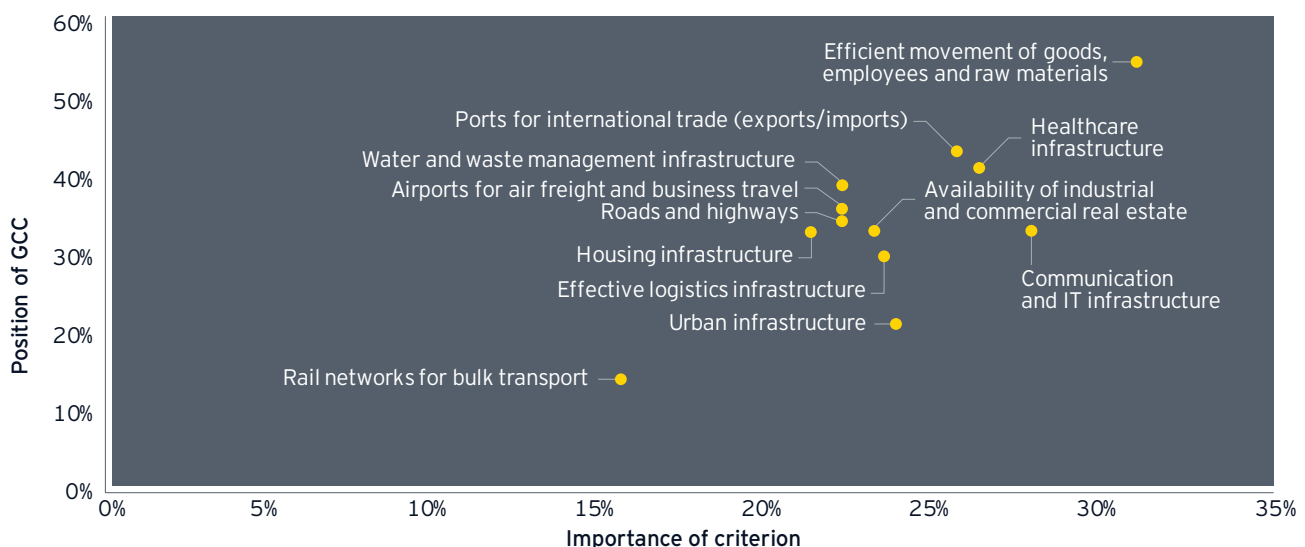 60%
Efficient movement of goods,
employees and raw materials
50%
Ports for international trade (exports/imports)
Healthcare
infrastructure
Water and waste management infrastructure
40%
Airports for air freight and business travel
Availability of industrial
and commercial real estate
Roads and highways
30%
Housing infrastructure
Communication
and IT infrastructure
Effective logistics infrastructure
Urban infrastructure
20%
Rail networks for bulk transport
10%
0%
Position of GCC
0% 5% 10% 15% 20% 25% 30% 35%
Importance of criterion